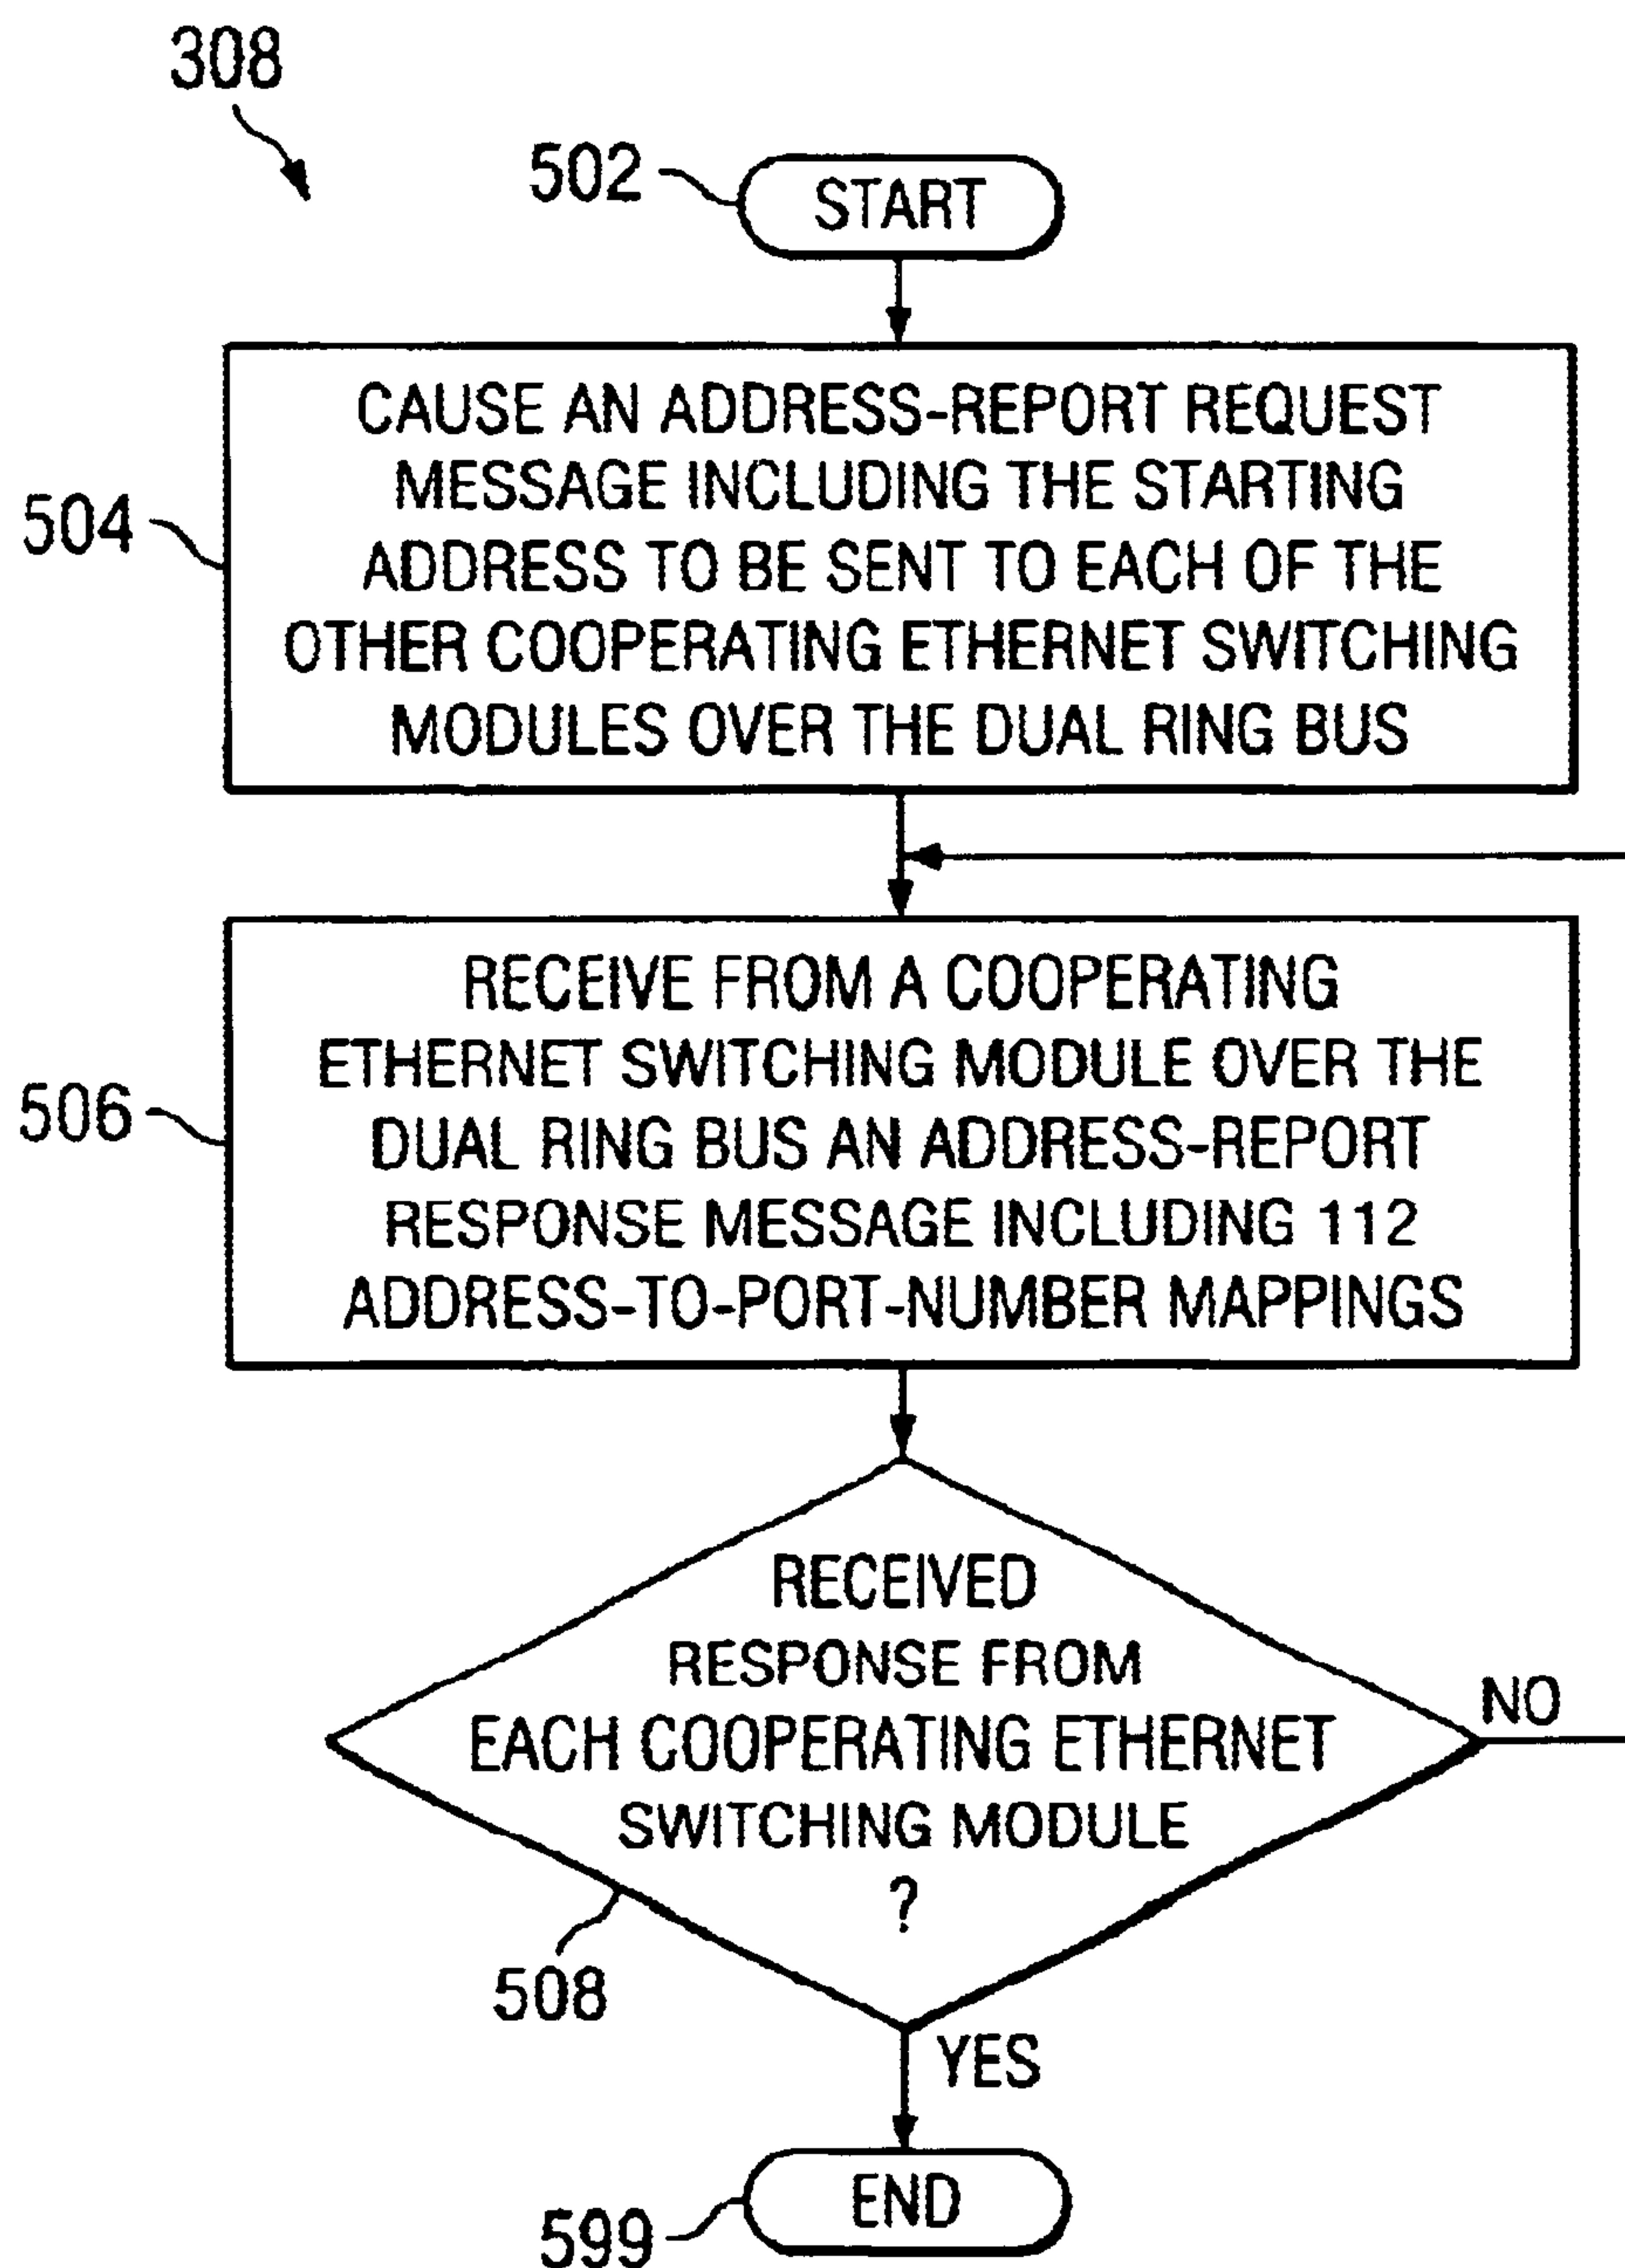 308
502
START
504
CAUSE AN ADDRESS-REPORT REQUEST
MESSAGE INCLUDING THE STARTING
ADDRESS TO BE SENT TO EACH OF THE
OTHER COOPERATING ETHERNET SWITCHING
MODULES OVER THE DUAL RING BUS
506
RECEIVE FROM A COOPERATING
ETHERNET SWITCHING MODULE OVER THE
DUAL RING BUS AN ADDRESS-REPORT
RESPONSE MESSAGE INCLUDING 112
ADDRESS-TO-PORT-NUMBER MAPPINGS
RECEIVED
RESPONSE FROM
EACH COOPERATING ETHERNET
SWITCHING MODULE
?
NO
508
YES
END
599